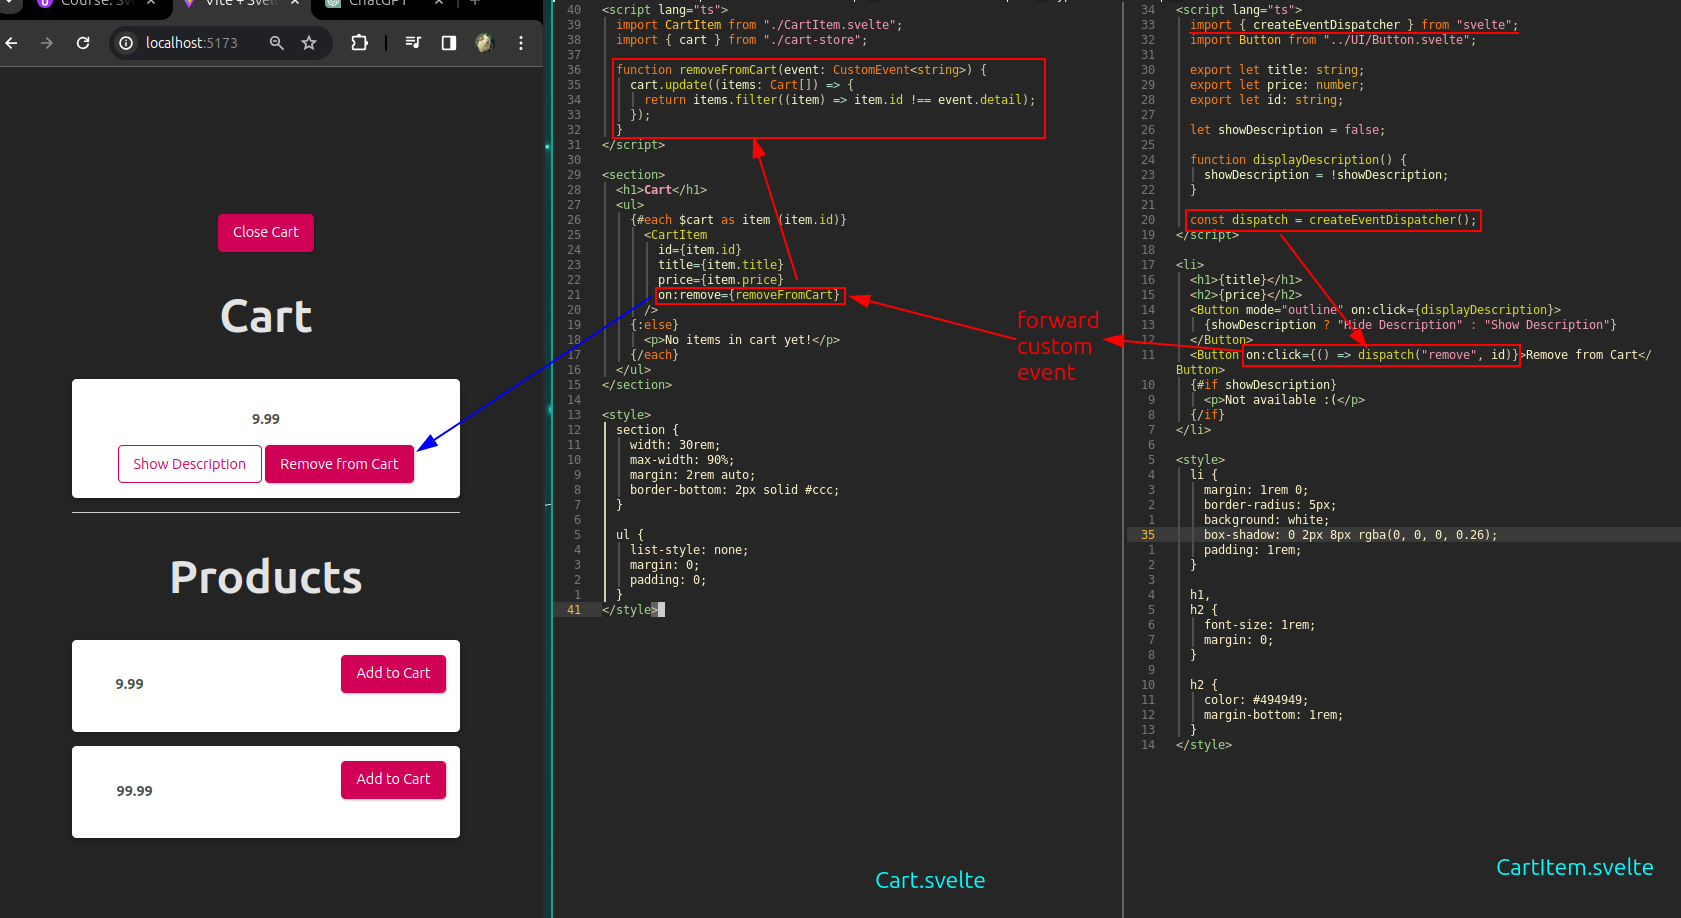 Course: Sv
Vite + Svel
ChatGPT
localhost:5173
Close Cart
Cart
9.99
Show Description
Remove from Cart
Products
9.99
Add to Cart
99.99
Add to Cart
40 <script lang="ts">
39 import CartItem from "./CartItem.svelte";
38 import { cart } from "./cart-store";
37
36 function removeFromCart(event: CustomEvent<string>) {
35 cart.update((items: Cart[]) => {
34 return items.filter((item) => item.id !== event.detail);
33 });
32 }
31 </script>
30
29 <section>
28 <h1>Cart</h1>
27 <ul>
26 {#each $cart as item (item.id)}
25 <CartItem
24 id={item.id}
23 title={item.title}
22 price={item.price}
21 on:remove={removeFromCart}
20 />
19 {:else}
18 <p>No items in cart yet!</p>
17 {/each}
16 </ul>
15 </section>
14
13 <style>
12 section {
11 width: 30rem;
10 max-width: 90%;
9 margin: 2rem auto;
8 border-bottom: 2px solid #ccc;
7 }
6
5 ul {
4 list-style: none;
3 margin: 0;
2 padding: 0;
1 }
41 </style>
Cart.svelte
forward
custom
event
34 <script lang="ts">
33 import { createEventDispatcher } from "svelte";
32 import Button from "../UI/Button.svelte";
31
30 export let title: string;
29 export let price: number;
28 export let id: string;
27
26 let showDescription = false;
25
24 function displayDescription() {
23 showDescription = !showDescription;
22 }
21
20 const dispatch = createEventDispatcher();
19 </script>
18
17 <li>
16 <h1>{title}</h1>
15 <h2>{price}</h2>
14 <Button mode="outline" on:click={displayDescription}>
13 {showDescription ? "Hide Description" : "Show Description"}
12 </Button>
11 <Button on:click={() => dispatch("remove", id)}>Remove from Cart</
Button>
10 {#if showDescription}
9 <p>Not available :(</p>
8 {/if}
7 </li>
6
5 <style>
4 li {
3 margin: 1rem 0;
2 border-radius: 5px;
1 background: white;
35 box-shadow: 0 2px 8px rgba(0, 0, 0, 0.26);
1 padding: 1rem;
2 }
3
4 h1,
5 h2 {
6 font-size: 1rem;
7 margin: 0;
8 }
9
10 h2 {
11 color: #494949;
12 margin-bottom: 1rem;
13 }
14 </style>
CartItem.svelte